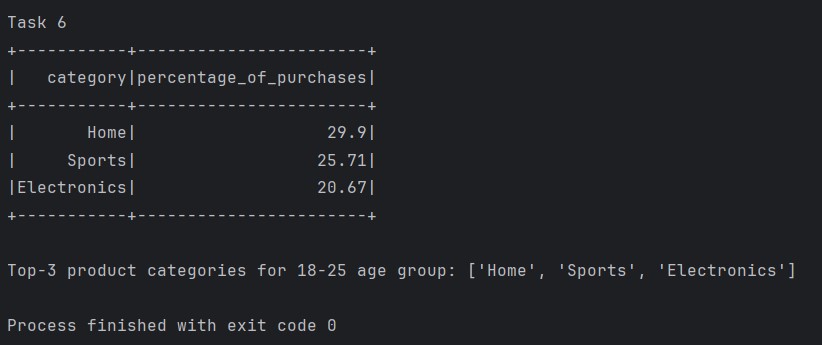 Task 6
+-----------+-----------------------+
|   category|percentage_of_purchases|
+-----------+-----------------------+
|       Home|                   29.9|
|     Sports|                  25.71|
|Electronics|                  20.67|
+-----------+-----------------------+
Top-3 product categories for 18-25 age group: ['Home', 'Sports', 'Electronics']
Process finished with exit code 0